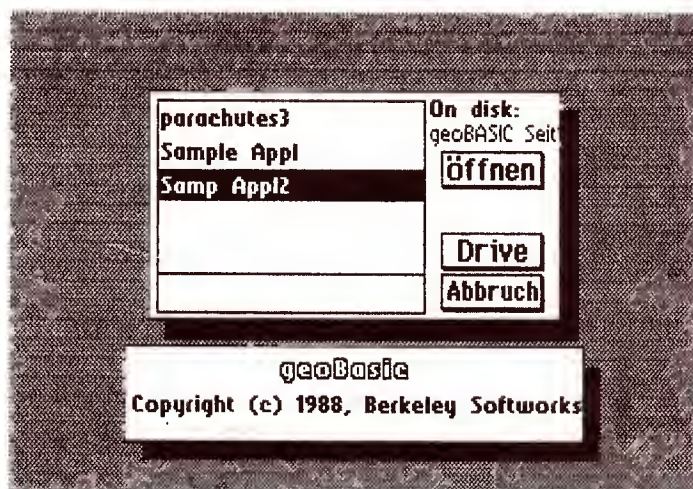 parachutes3
Sample Appl
Samp Appl2
On disk:
geoBASIC Seit
Öffnen
Drive
Abbruch
geoBasic
Copyright (c) 1988, Berkeley Softworks